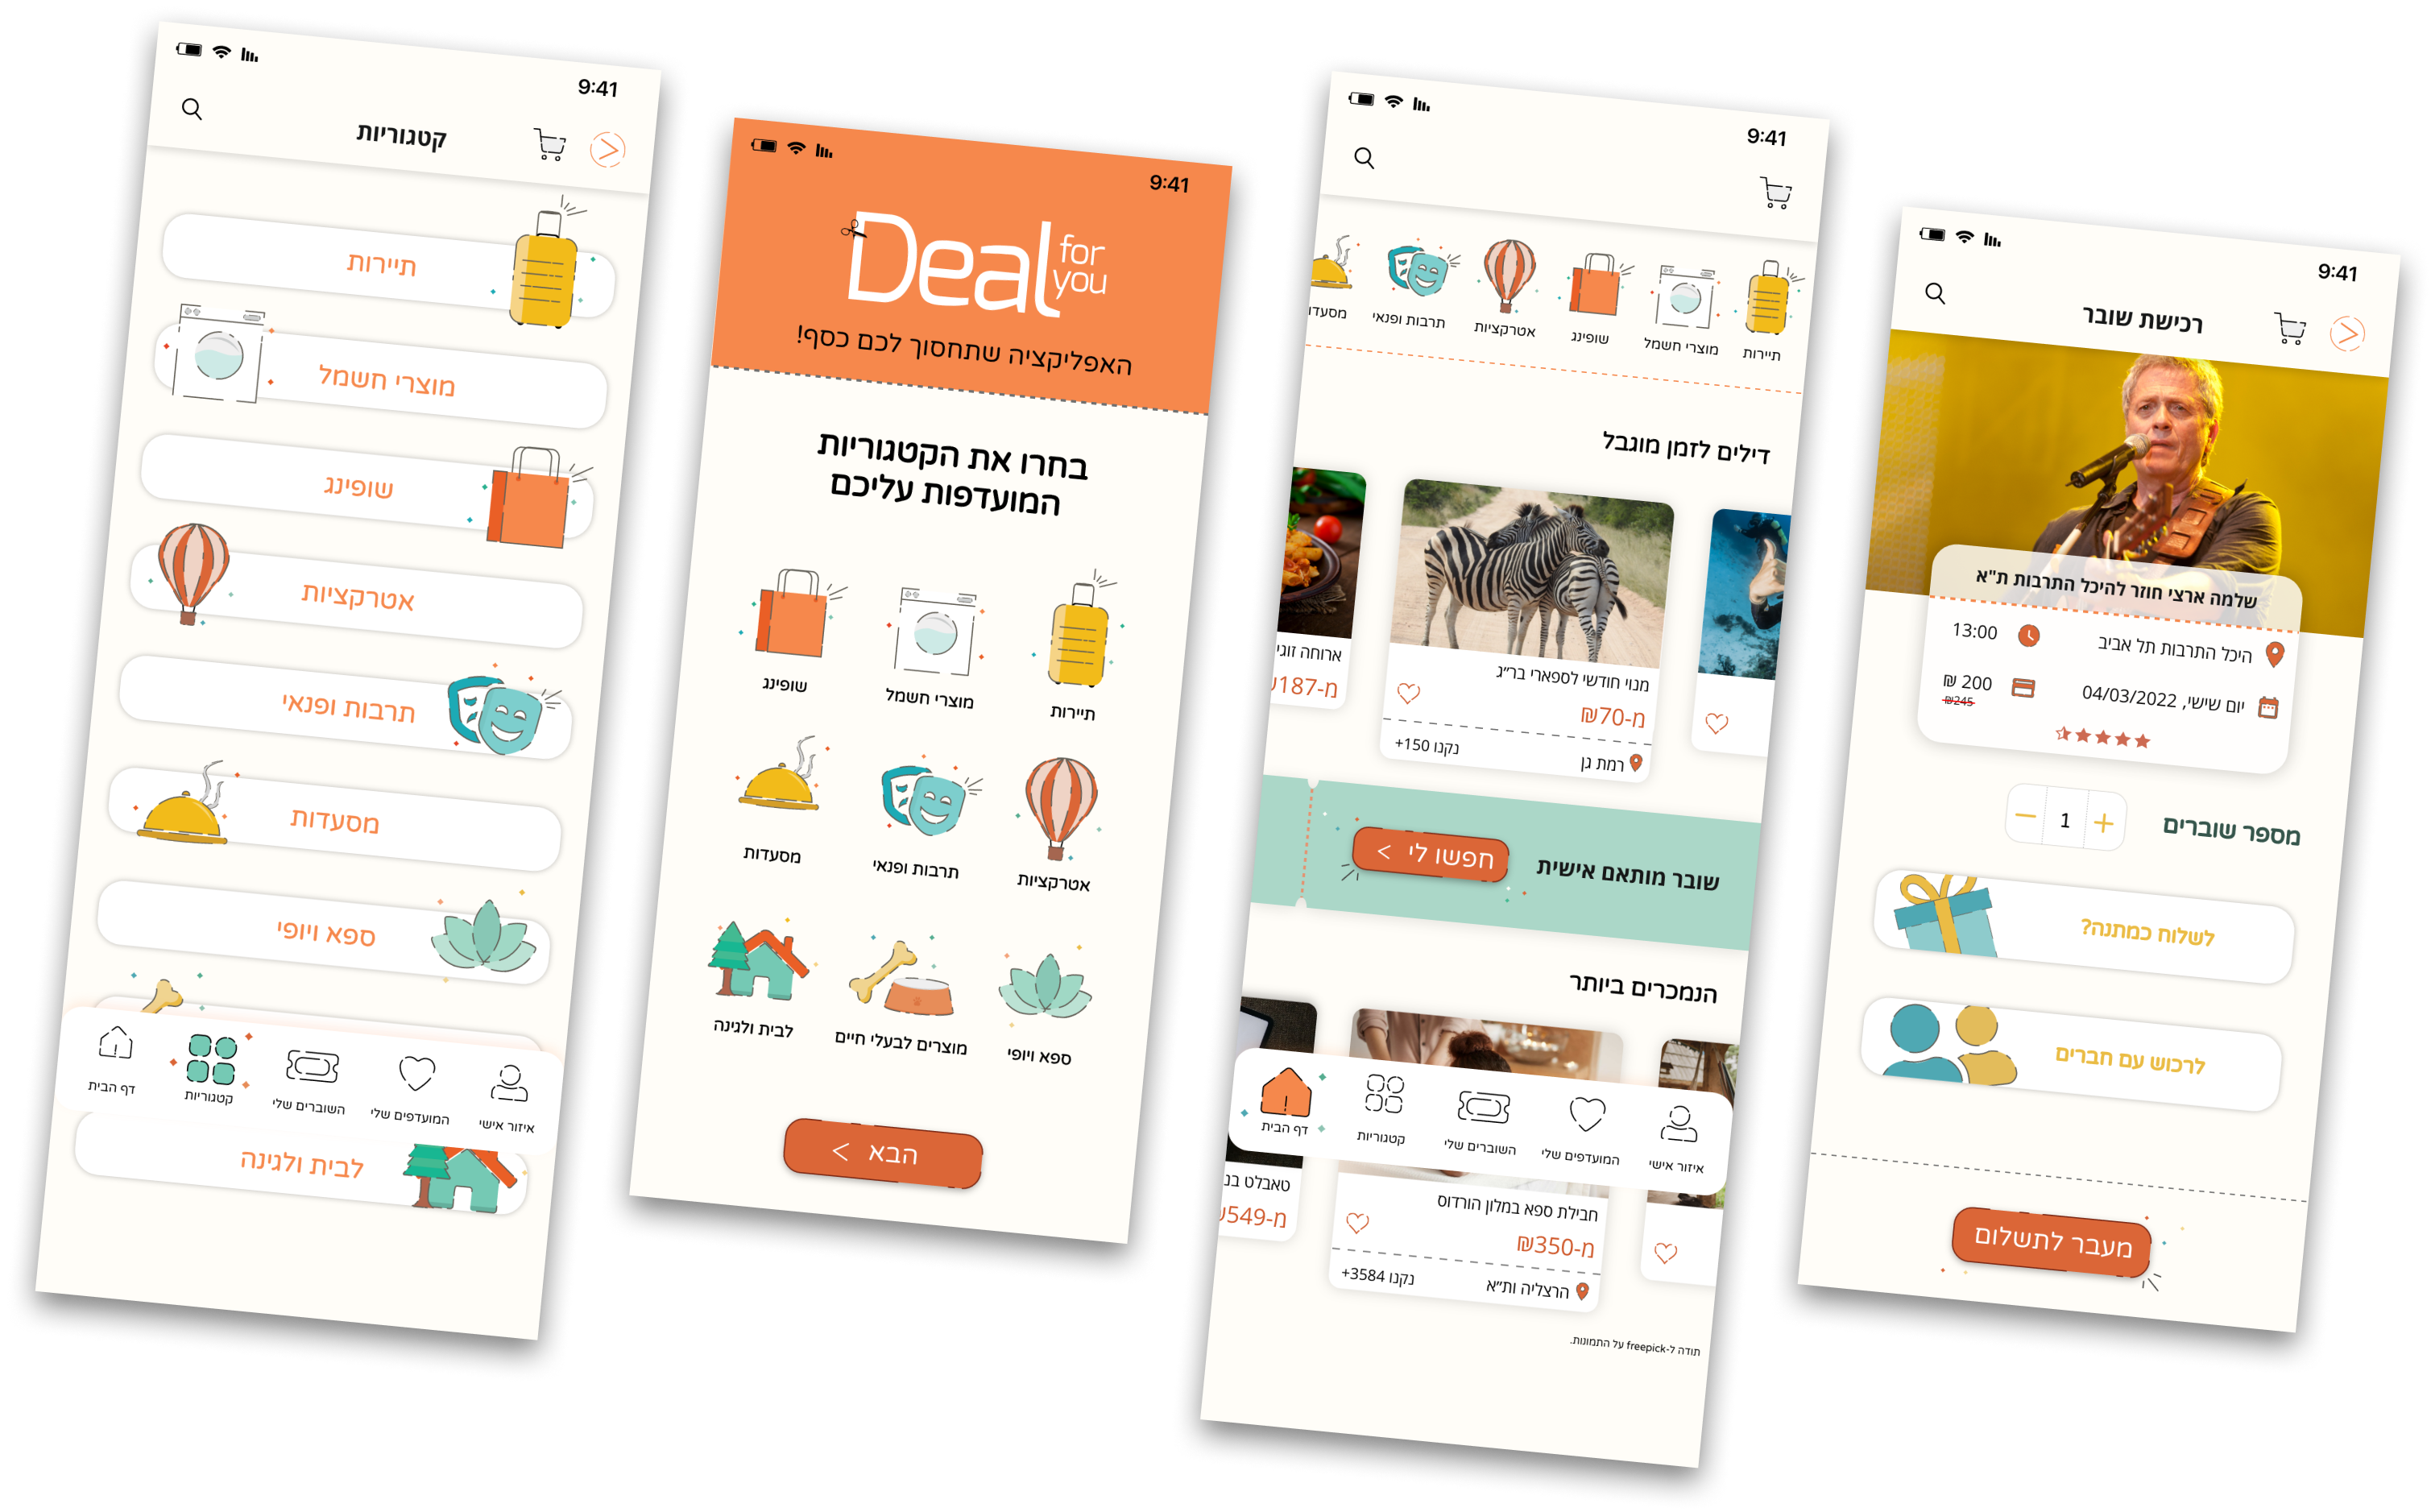 9:41
קטגוריות
תיירות
מוצרי חשמל
שופינג
אטרקציות
תרבות ופנאי
מסעדות
ספא ויופי
איזור אישי
המועדפים שלי
השוברים שלי
קטגוריות
דף הבית
לבית ולגינה
9:41
Deal for you
האפליקציה שתחסוך לכם כסף!
בחרו את הקטגוריות
המועדפות עליכם
תיירות
מוצרי חשמל
שופינג
אטרקציות
תרבות ופנאי
מסעדות
ספא ויופי
מוצרים לבעלי חיים
לבית ולגינה
הבא >
9:41
תיירות
מוצרי חשמל
שופינג
אטרקציות
תרבות ופנאי
מסעדו
דילים לזמן מוגבל
מנוי חודשי לספארי בר״ג
מ-70₪
רמת גן
נקנו 150+
ארוחה זוגי
מ-187₪
שובר מותאם אישית
חפשו לי >
הנמכרים ביותר
איזור אישי
המועדפים שלי
השוברים שלי
קטגוריות
דף הבית
חבילת ספא במלון הורדוס
מ-350₪
הרצליה ות״א
נקנו 3584+
טאבלט בנ
מ-549₪
תודה ל-freepick על התמונות.
9:41
רכישת שובר
שלמה ארצי חוזר להיכל התרבות ת"א
היכל התרבות תל אביב
13:00
יום שישי, 04/03/2022
200 ₪
₪245
מספר שוברים
+ 1 −
לשלוח כמתנה?
לרכוש עם חברים
מעבר לתשלום